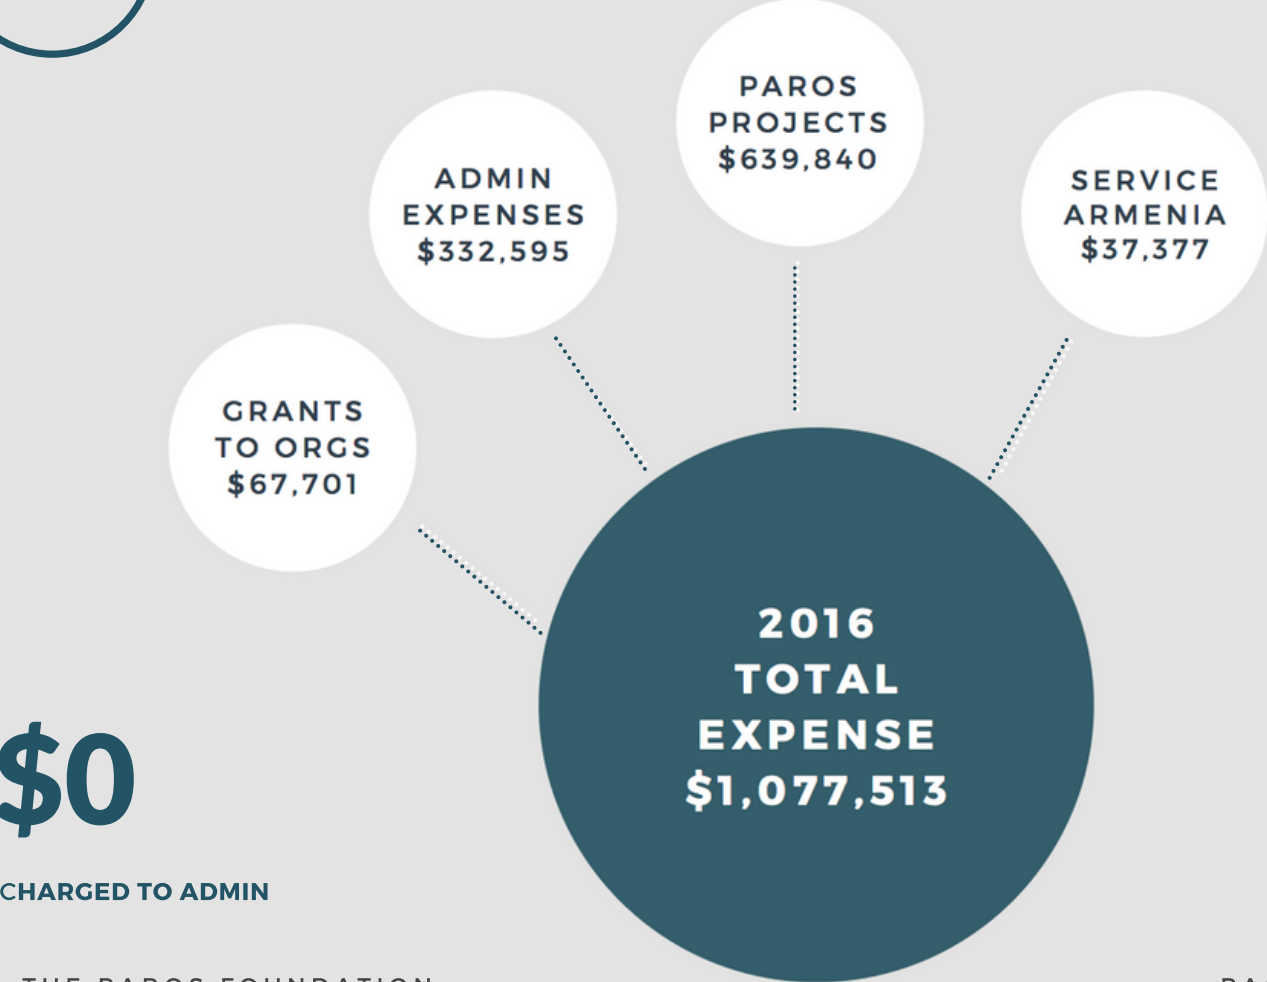 PAROS
PROJECTS
$639,840
ADMIN
EXPENSES
$332,595
SERVICE
ARMENIA
$37,377
GRANTS
TO ORGS
$67,701
2016
TOTAL
EXPENSE
$1,077,513
$0
CHARGED TO ADMIN
THE PAROS FOUNDATION
PA